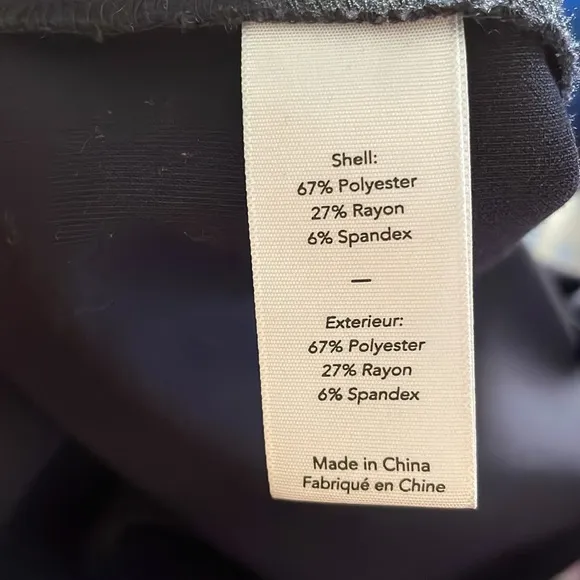 Shell:
67% Polyester
27% Rayon
6% Spandex
—
Exterieur:
67% Polyester
27% Rayon
6% Spandex
Made in China
Fabriqué en Chine